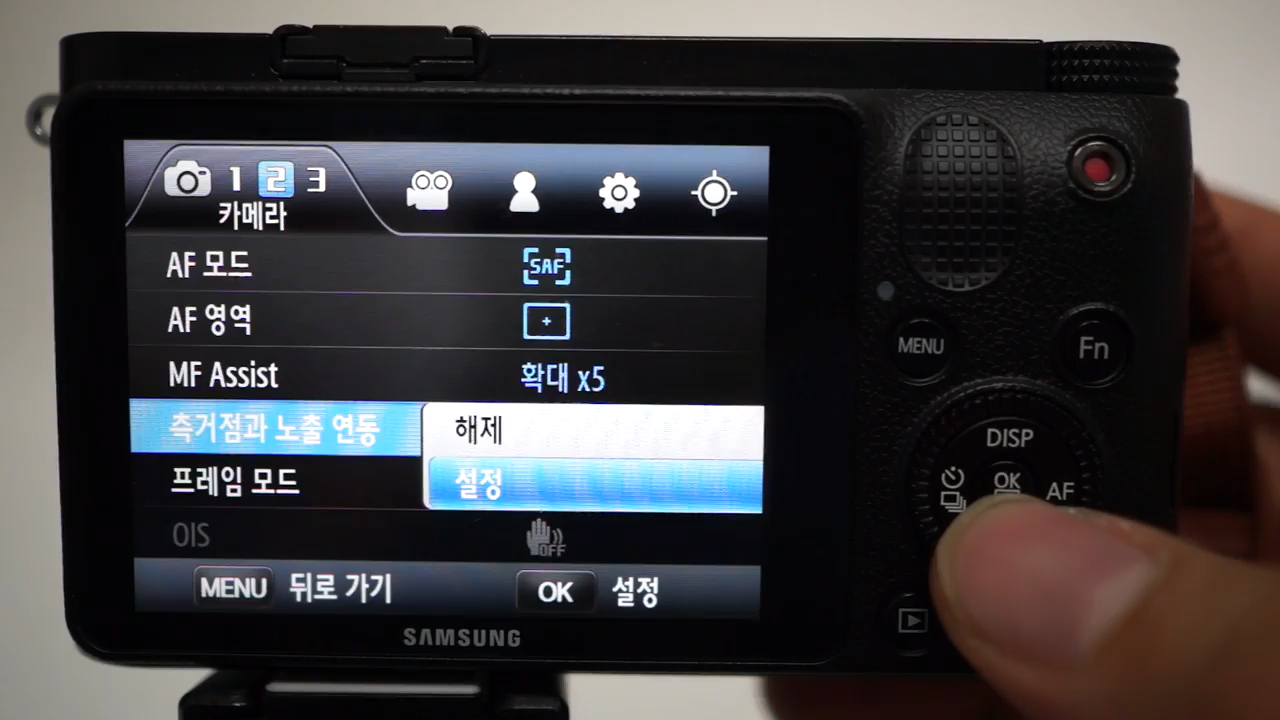 1 2 3
카메라
AF 모드 SAF
AF 영역
MF Assist 확대 x5
측거점과 노출 연동 해제
설정
프레임 모드
OIS OFF
MENU 뒤로 가기 OK 설정
SAMSUNG
MENU
Fn
DISP
OK
AF